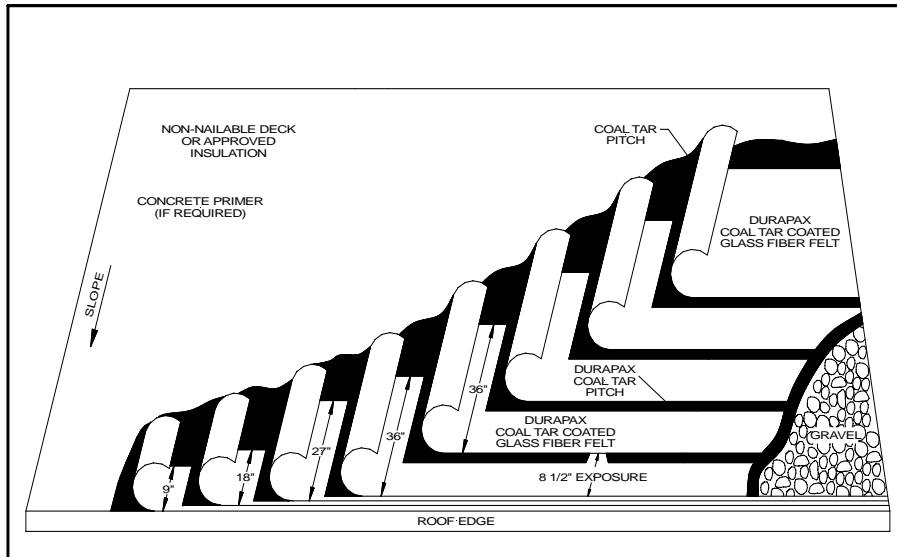 NON-NAILABLE DECK
OR APPROVED
INSULATION
COAL TAR
PITCH
CONCRETE PRIMER
(IF REQUIRED)
DURAPAX
COAL TAR COATED
GLASS FIBER FELT
SLOPE
DURAPAX
COAL TAR
PITCH
36"
DURAPAX
COAL TAR COATED
GLASS FIBER FELT
GRAVEL
9"
18"
27"
36"
8 1/2" EXPOSURE
ROOF EDGE